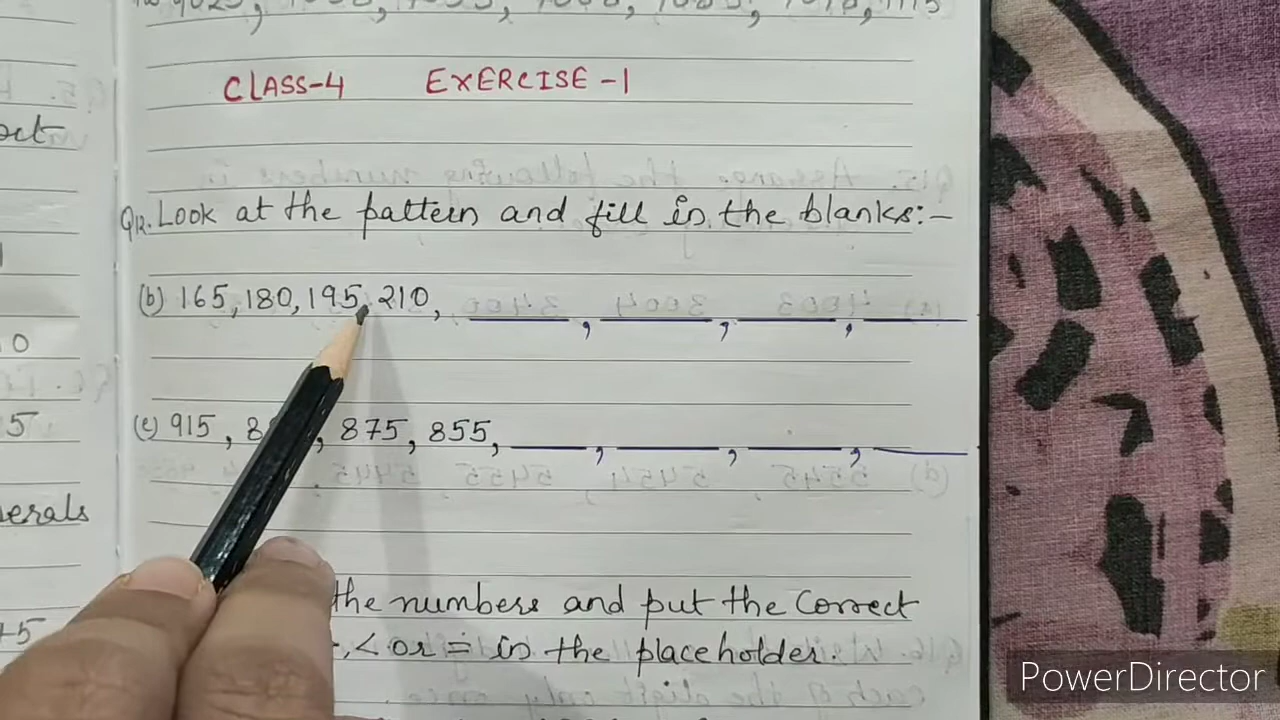 CLASS-4 EXERCISE-1
Q12. Look at the pattern and fill in the blanks:-
(b) 165, 180, 195, 210, ____, ____, ____, ____
(c) 915, 8 , 875, 855, ____, ____, ____, ____
the numbers and put the correct
, < or = in the placeholder.
PowerDirector